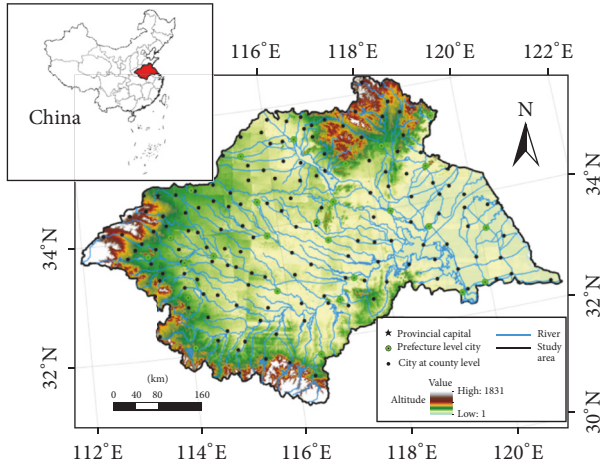 China
116°E
118°E
120°E
122°E
N
34°N
32°N
34°N
32°N
30°N
Provincial capital
Prefecture level city
City at county level
River
Study
area
Value
Altitude
High: 1831
Low: 1
(km)
0 40 80 160
112°E
114°E
116°E
118°E
120°E